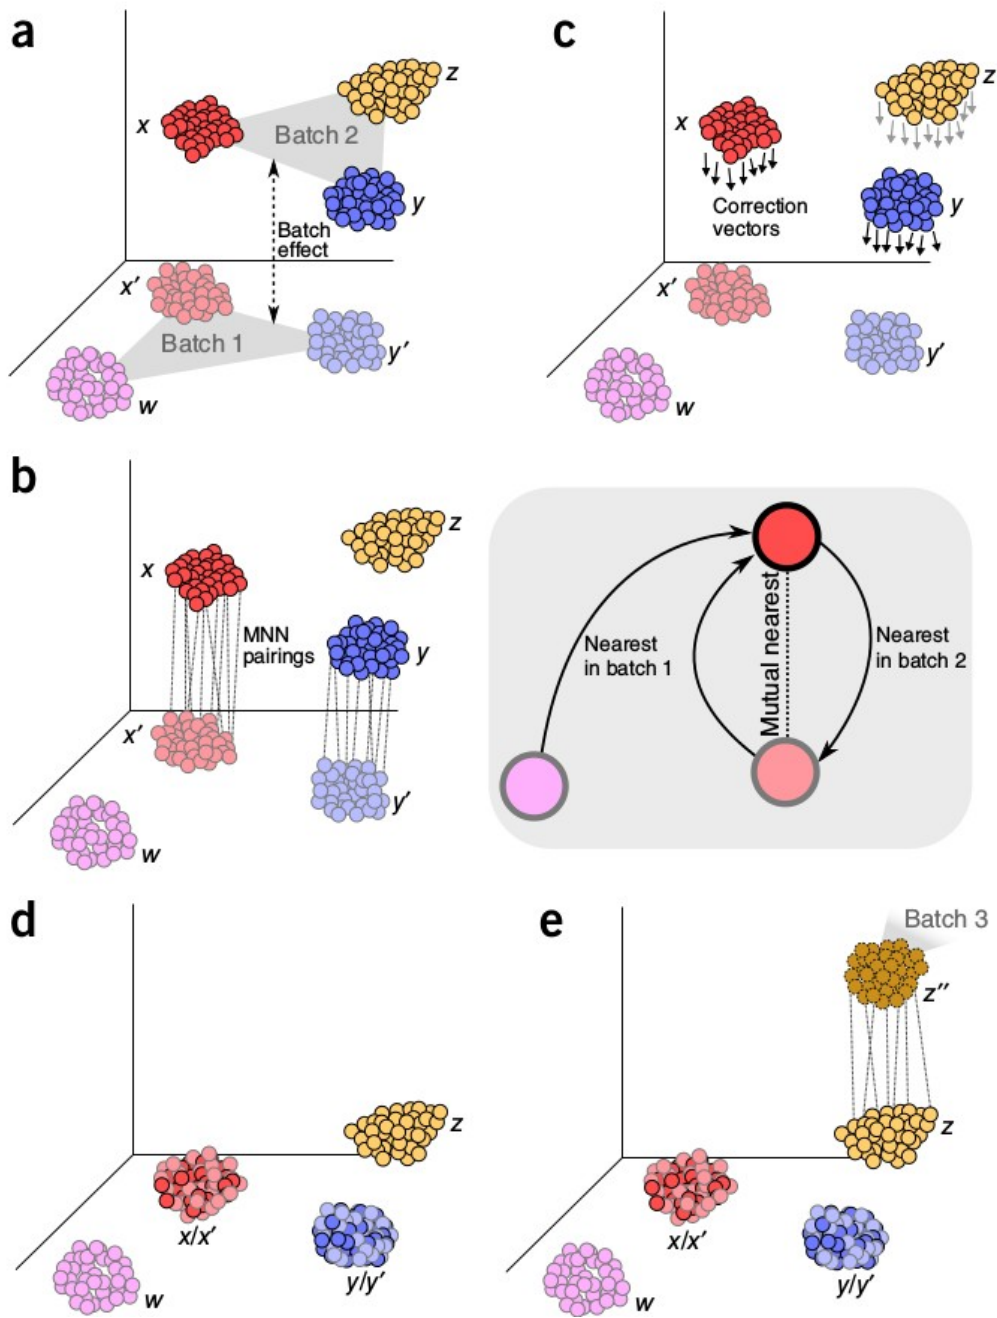 a
z
x
Batch 2
y
Batch
effect
x′
Batch 1
y′
w
c
z
x
y
Correction
vectors
x′
y′
w
b
z
x
MNN
pairings
y
x′
y′
w
Nearest
in batch 1
Mutual nearest
Nearest
in batch 2
d
z
x/x′
y/y′
w
e
Batch 3
z″
z
x/x′
y/y′
w